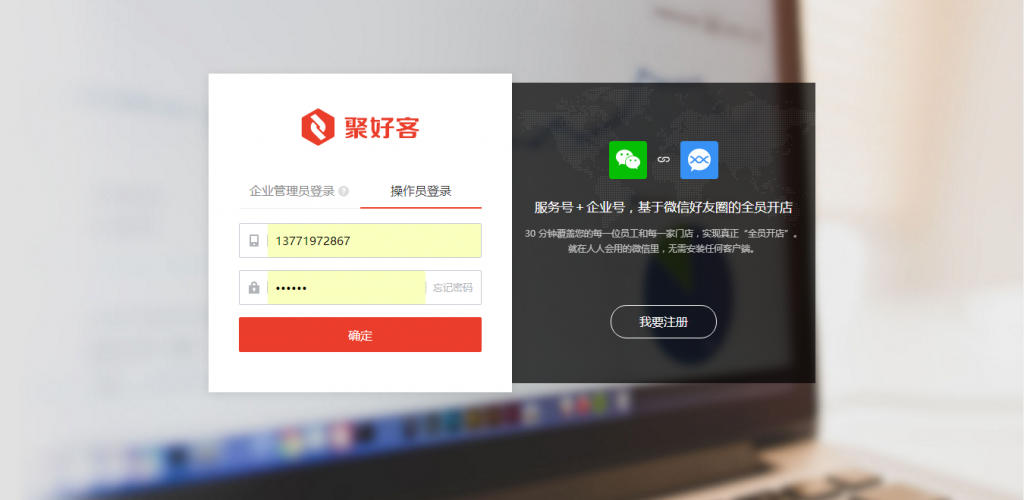 聚好客
企业管理员登录 ?
操作员登录
13771972867
••••••
忘记密码
确定
服务号 + 企业号，基于微信好友圈的全员开店
30 分钟覆盖您的每一位员工和每一家门店，实现真正“全员开店”。
就在人人会用的微信里，无需安装任何客户端。
我要注册